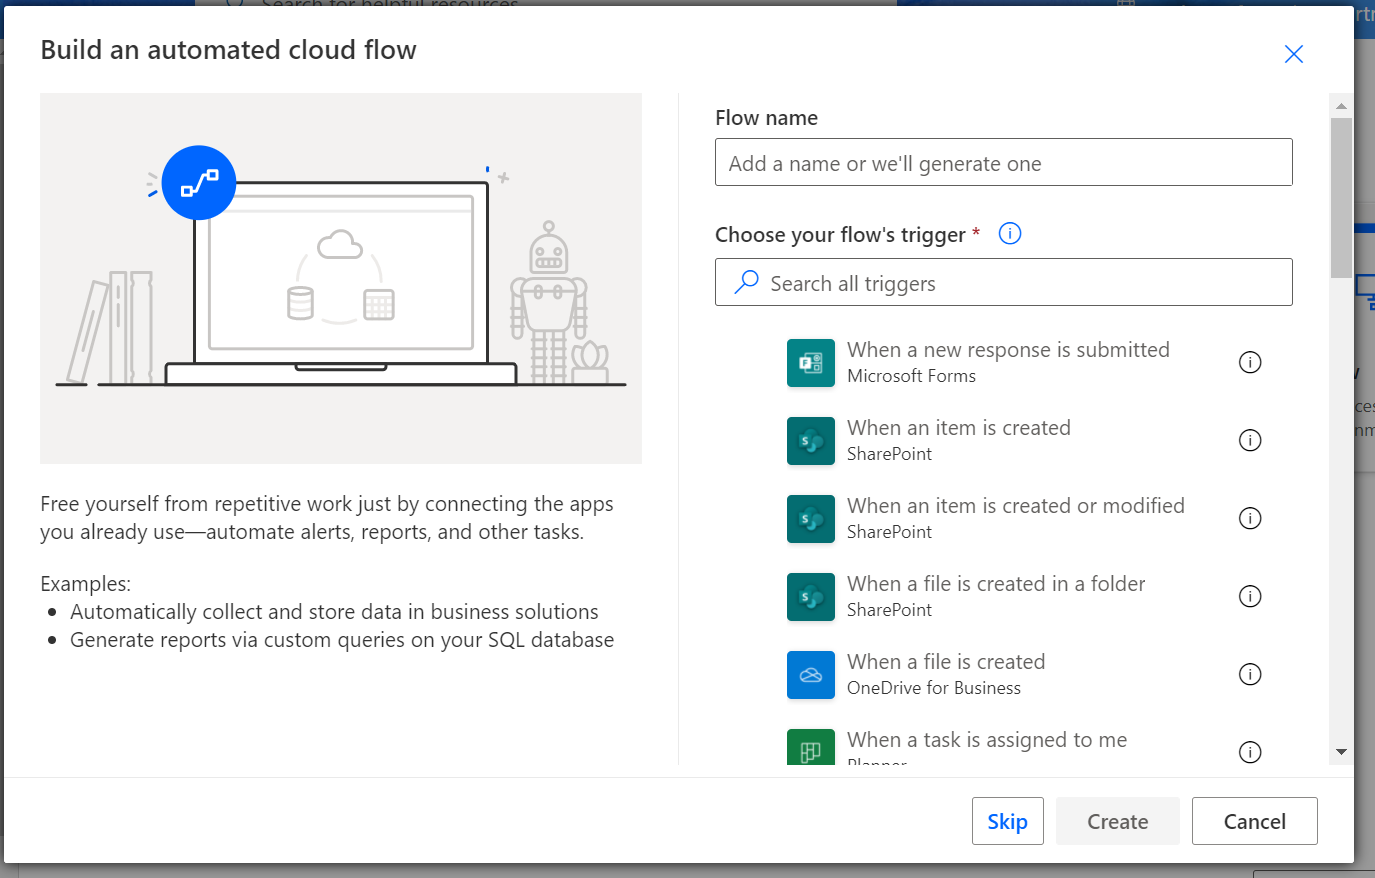 Search for helpful resources
Build an automated cloud flow
Flow name
Add a name or we'll generate one
Choose your flow's trigger *
Search all triggers
When a new response is submitted
Microsoft Forms
When an item is created
SharePoint
When an item is created or modified
SharePoint
When a file is created in a folder
SharePoint
When a file is created
OneDrive for Business
When a task is assigned to me
Planner
Free yourself from repetitive work just by connecting the apps
you already use—automate alerts, reports, and other tasks.
Examples:
• Automatically collect and store data in business solutions
• Generate reports via custom queries on your SQL database
Skip
Create
Cancel